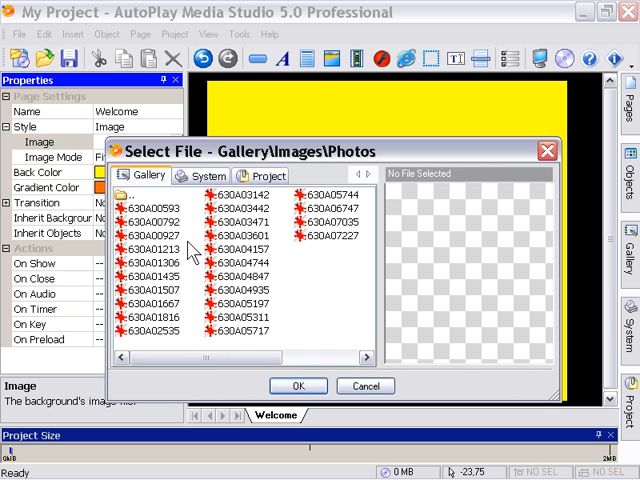 My Project - AutoPlay Media Studio 5.0 Professional
File Edit Insert Object Page Project View Tools Help
Properties
Page Settings
Name Welcome
Style Image
Image
Image Mode
Back Color
Gradient Color
Transition
Inherit Backgroun
Inherit Objects
Actions
On Show --
On Close --
On Audio --
On Timer --
On Key --
On Preload --
Image
The background's image
Select File - Gallery\Images\Photos
Gallery System Project
No File Selected
..
630A00593
630A00792
630A00927
630A01213
630A01306
630A01435
630A01507
630A01667
630A01816
630A02535
630A03142
630A03442
630A03471
630A03601
630A04157
630A04744
630A04847
630A04935
630A05197
630A05311
630A05717
630A05744
630A06747
630A07035
630A07227
OK Cancel
Pages
Objects
Gallery
System
Project
Welcome
Project Size
0MB 2MB
Ready 0 MB -23,75 NO SEL NO SEL